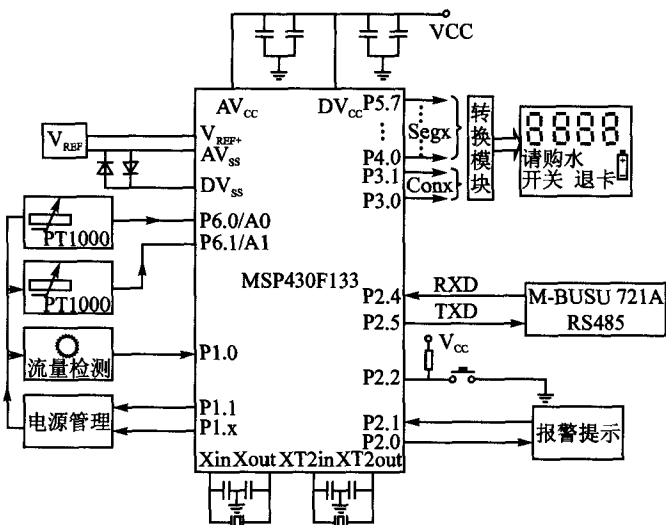 VCC
AVCC
DVCC
P5.7
Segx
P4.0
P3.1
Conx
P3.0
转换模块
8888
请购水
开关 退卡
VREF
VREF+
AVSS
DVSS
PT1000
P6.0/A0
P6.1/A1
PT1000
MSP430F133
P2.4
RXD
M-BUSU 721A
P2.5
TXD
RS485
流量检测
P1.0
VCC
P2.2
电源管理
P1.1
P1.x
P2.1
P2.0
报警提示
Xin Xout XT2in XT2out